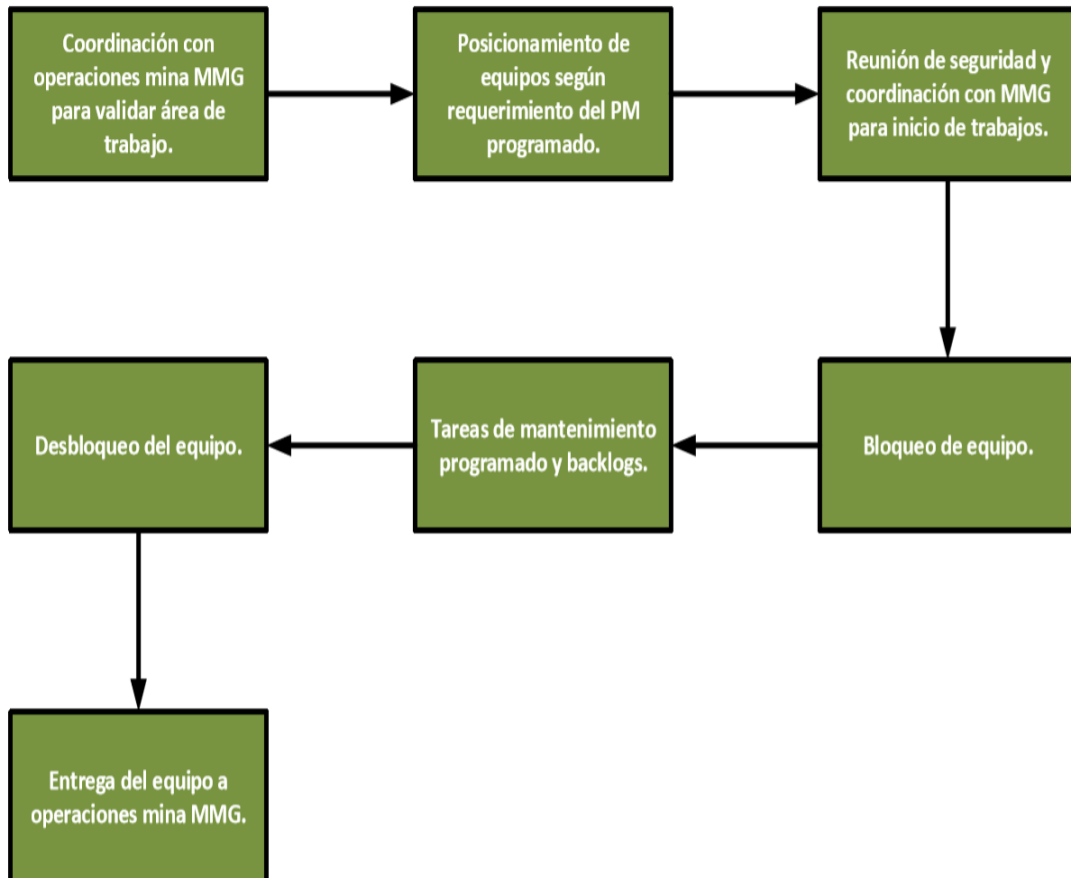 Coordinación con
operaciones mina MMG
para validar área de
trabajo.
Posicionamiento de
equipos según
requerimiento del PM
programado.
Reunión de seguridad y
coordinación con MMG
para inicio de trabajos.
Bloqueo de equipo.
Tareas de mantenimiento
programado y backlogs.
Desbloqueo del equipo.
Entrega del equipo a
operaciones mina MMG.